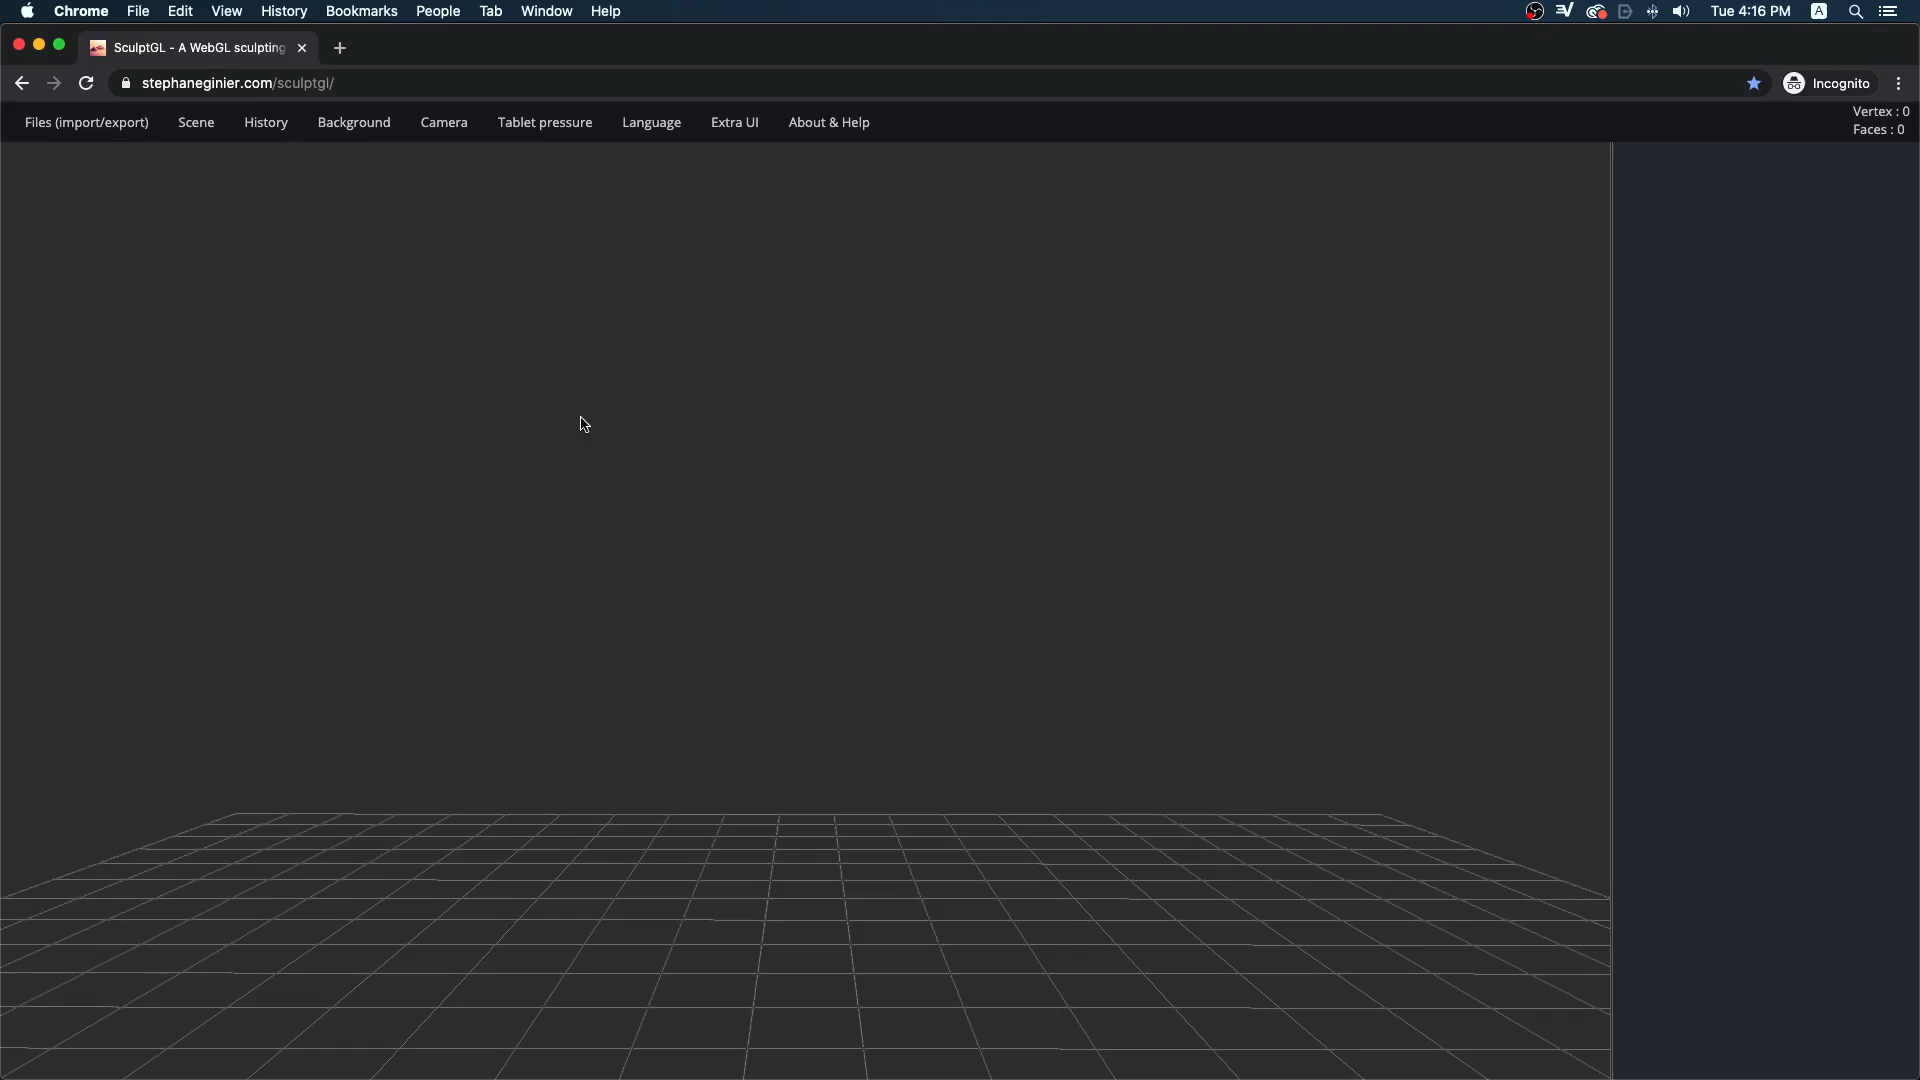 Chrome File Edit View History Bookmarks People Tab Window Help Tue 4:16 PM A
SculptGL - A WebGL sculpting
stephaneginier.com/sculptgl/ Incognito
Files (import/export) Scene History Background Camera Tablet pressure Language Extra UI About & Help
Vertex : 0
Faces : 0